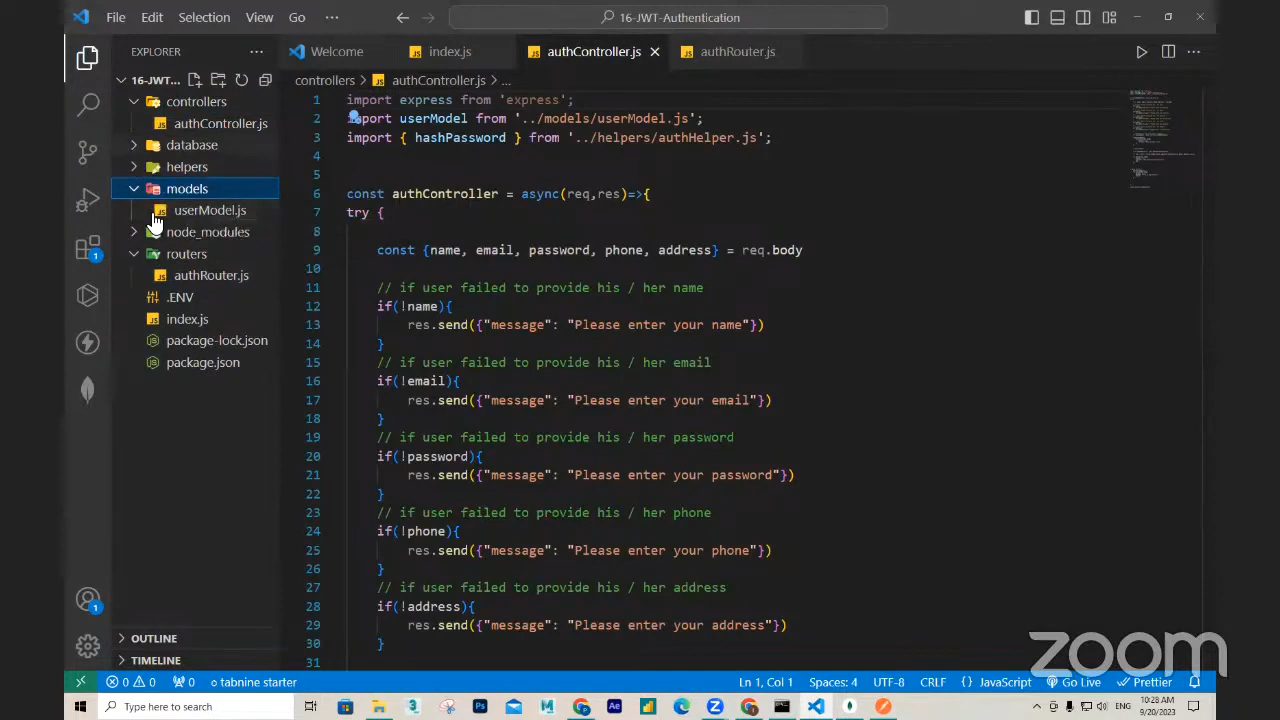 File Edit Selection View Go ··· 16-JWT-Authentication
EXPLORER ···
16-JWT...
controllers
authController.js
database
helpers
models
userModel.js
node_modules
routers
authRouter.js
.ENV
index.js
package-lock.json
package.json
OUTLINE
TIMELINE
1
1
Welcome index.js authController.js authRouter.js
controllers > authController.js > ...
1 import express from 'express';
2 import userModel from '../models/userModel.js';
3 import { hashPassword } from '../helpers/authHelper.js';
4
5
6 const authController = async(req,res)=>{
7 try {
8
9 const {name, email, password, phone, address} = req.body
10
11 // if user failed to provide his / her name
12 if(!name){
13 res.send({"message": "Please enter your name"})
14 }
15 // if user failed to provide his / her email
16 if(!email){
17 res.send({"message": "Please enter your email"})
18 }
19 // if user failed to provide his / her password
20 if(!password){
21 res.send({"message": "Please enter your password"})
22 }
23 // if user failed to provide his / her phone
24 if(!phone){
25 res.send({"message": "Please enter your phone"})
26 }
27 // if user failed to provide his / her address
28 if(!address){
29 res.send({"message": "Please enter your address"})
30 }
31
zoom
0 0 0 tabnine starter Ln 1, Col 1 Spaces: 4 UTF-8 CRLF {} JavaScript Go Live Prettier
Type here to search
Ps Ae ENG
10:28 AM
9/20/2023